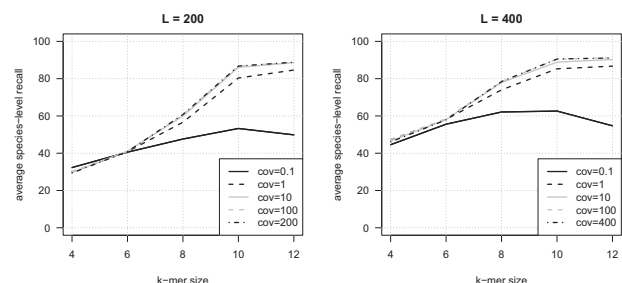 L = 200
average species−level recall
100
80
60
40
20
0
cov=0.1
cov=1
cov=10
cov=100
cov=200
4 6 8 10 12
k−mer size
L = 400
average species−level recall
100
80
60
40
20
0
cov=0.1
cov=1
cov=10
cov=100
cov=400
4 6 8 10 12
k−mer size